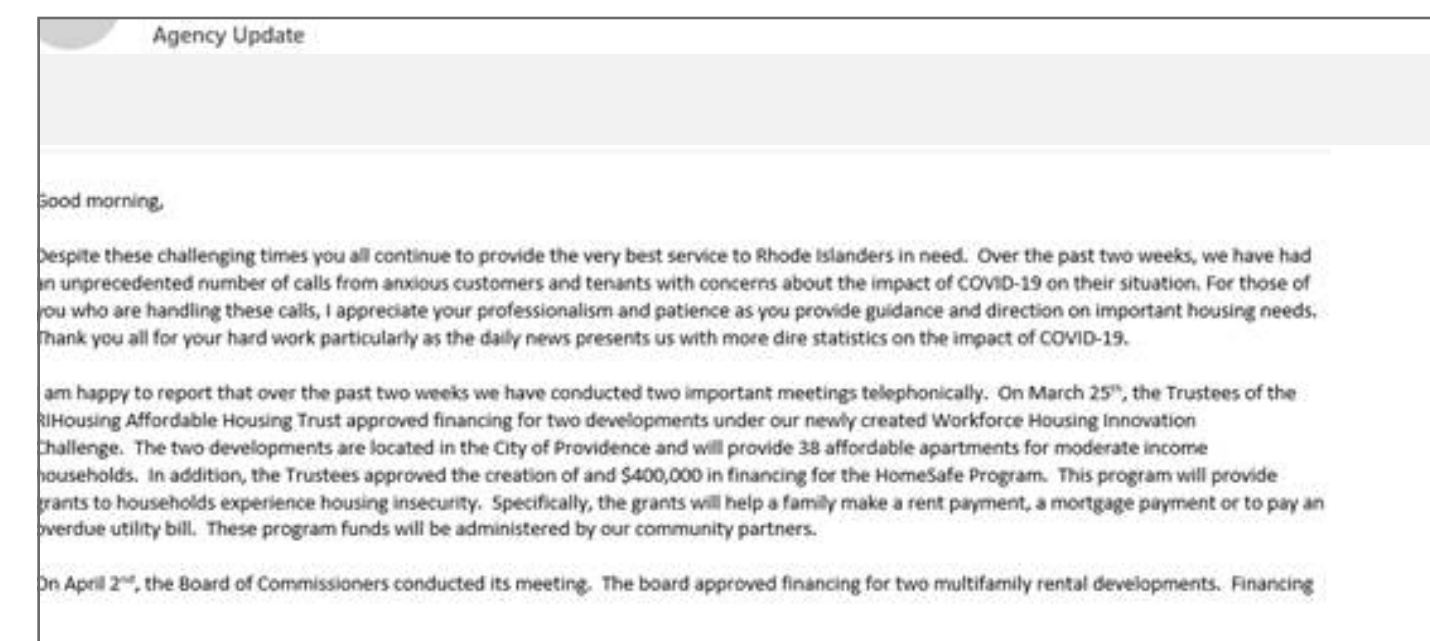 Agency Update
Good morning,
Despite these challenging times you all continue to provide the very best service to Rhode Islanders in need.  Over the past two weeks, we have had
an unprecedented number of calls from anxious customers and tenants with concerns about the impact of COVID-19 on their situation. For those of
you who are handling these calls, I appreciate your professionalism and patience as you provide guidance and direction on important housing needs.
Thank you all for your hard work particularly as the daily news presents us with more dire statistics on the impact of COVID-19.
I am happy to report that over the past two weeks we have conducted two important meetings telephonically.  On March 25th, the Trustees of the
RIHousing Affordable Housing Trust approved financing for two developments under our newly created Workforce Housing Innovation
Challenge.  The two developments are located in the City of Providence and will provide 38 affordable apartments for moderate income
households.  In addition, the Trustees approved the creation of and $400,000 in financing for the HomeSafe Program.  This program will provide
grants to households experience housing insecurity.  Specifically, the grants will help a family make a rent payment, a mortgage payment or to pay an
overdue utility bill.  These program funds will be administered by our community partners.
On April 2nd, the Board of Commissioners conducted its meeting.  The board approved financing for two multifamily rental developments.  Financing